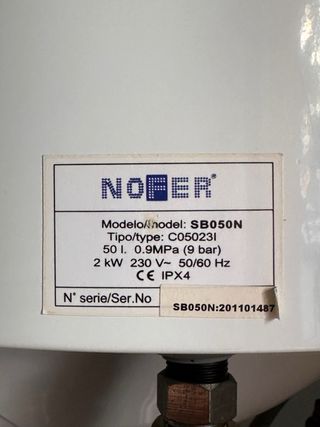 NOFER®
Modelo/model: SB050N
Tipo/type: C05023I
50 l. 0.9MPa (9 bar)
2 kW 230 V~ 50/60 Hz
CE IPX4
N° serie/Ser.No
SB050N:201101487